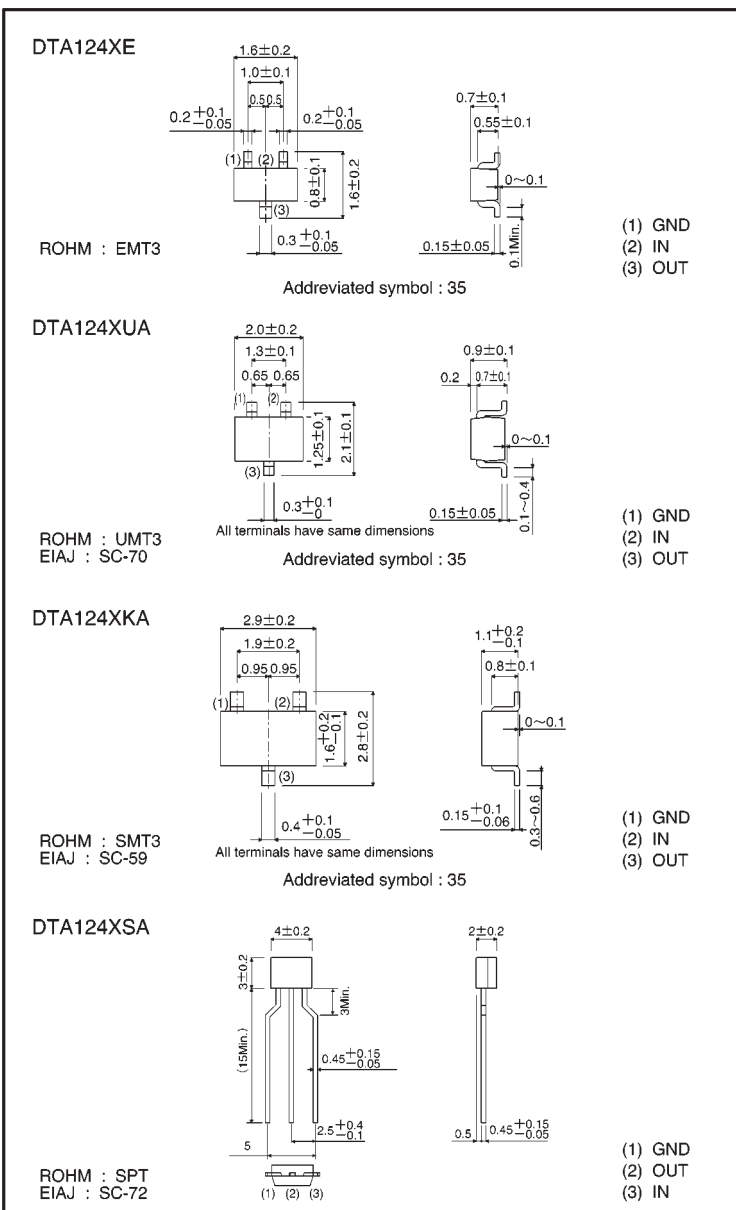 DTA124XE
1.6±0.2
1.0±0.1
0.5 0.5
0.2 +0.1 −0.05
0.2 +0.1 −0.05
(1) (2)
(3)
0.8±0.1
1.6±0.2
0.3 +0.1 −0.05
0.7±0.1
0.55±0.1
0~0.1
0.15±0.05
0.1Min.
ROHM : EMT3
Addreviated symbol : 35
(1) GND
(2) IN
(3) OUT
DTA124XUA
2.0±0.2
1.3±0.1
0.65 0.65
(1) (2)
(3)
1.25±0.1
2.1±0.1
0.3 +0.1 −0
All terminals have same dimensions
0.9±0.1
0.2 0.7±0.1
0~0.1
0.15±0.05
0.1~0.4
ROHM : UMT3
EIAJ : SC-70
Addreviated symbol : 35
(1) GND
(2) IN
(3) OUT
DTA124XKA
2.9±0.2
1.9±0.2
0.95 0.95
(1) (2)
(3)
1.6 +0.2 −0.1
2.8±0.2
0.4 +0.1 −0.05
All terminals have same dimensions
1.1 +0.2 −0.1
0.8±0.1
0~0.1
0.15 +0.1 −0.06
0.3~0.6
ROHM : SMT3
EIAJ : SC-59
Addreviated symbol : 35
(1) GND
(2) IN
(3) OUT
DTA124XSA
4±0.2
3±0.2
3Min.
(15Min.)
0.45 +0.15 −0.05
2.5 +0.4 −0.1
5
(1) (2) (3)
2±0.2
0.5 0.45 +0.15 −0.05
ROHM : SPT
EIAJ : SC-72
(1) GND
(2) OUT
(3) IN